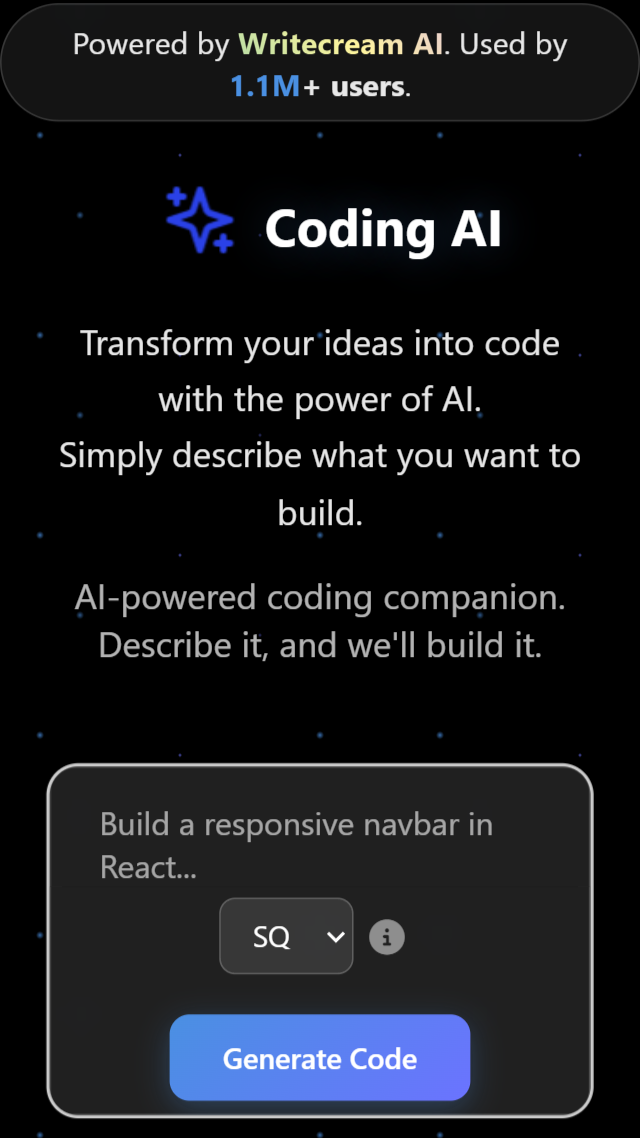 Powered by Writecream AI. Used by
1.1M+ users.
Coding AI
Transform your ideas into code
with the power of AI.
Simply describe what you want to
build.
AI-powered coding companion.
Describe it, and we'll build it.
Build a responsive navbar in
React...
SQ
Generate Code